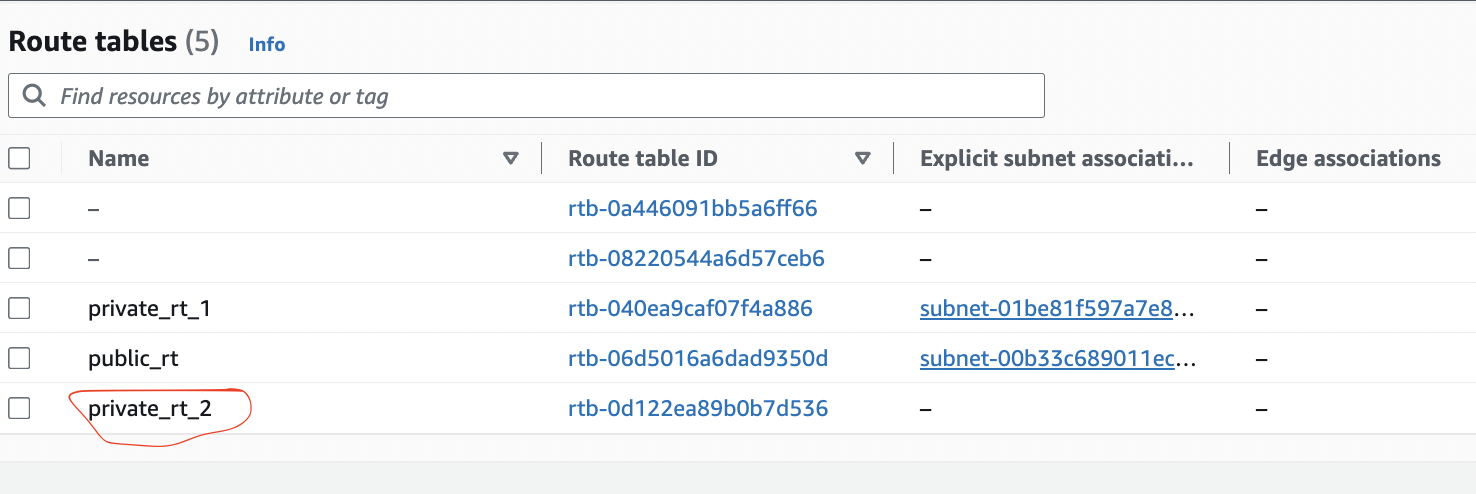 Route tables (5) Info
Find resources by attribute or tag
Name Route table ID Explicit subnet associati... Edge associations
– rtb-0a446091bb5a6ff66 – –
– rtb-08220544a6d57ceb6 – –
private_rt_1 rtb-040ea9caf07f4a886 subnet-01be81f597a7e8... –
public_rt rtb-06d5016a6dad9350d subnet-00b33c689011ec... –
private_rt_2 rtb-0d122ea89b0b7d536 – –